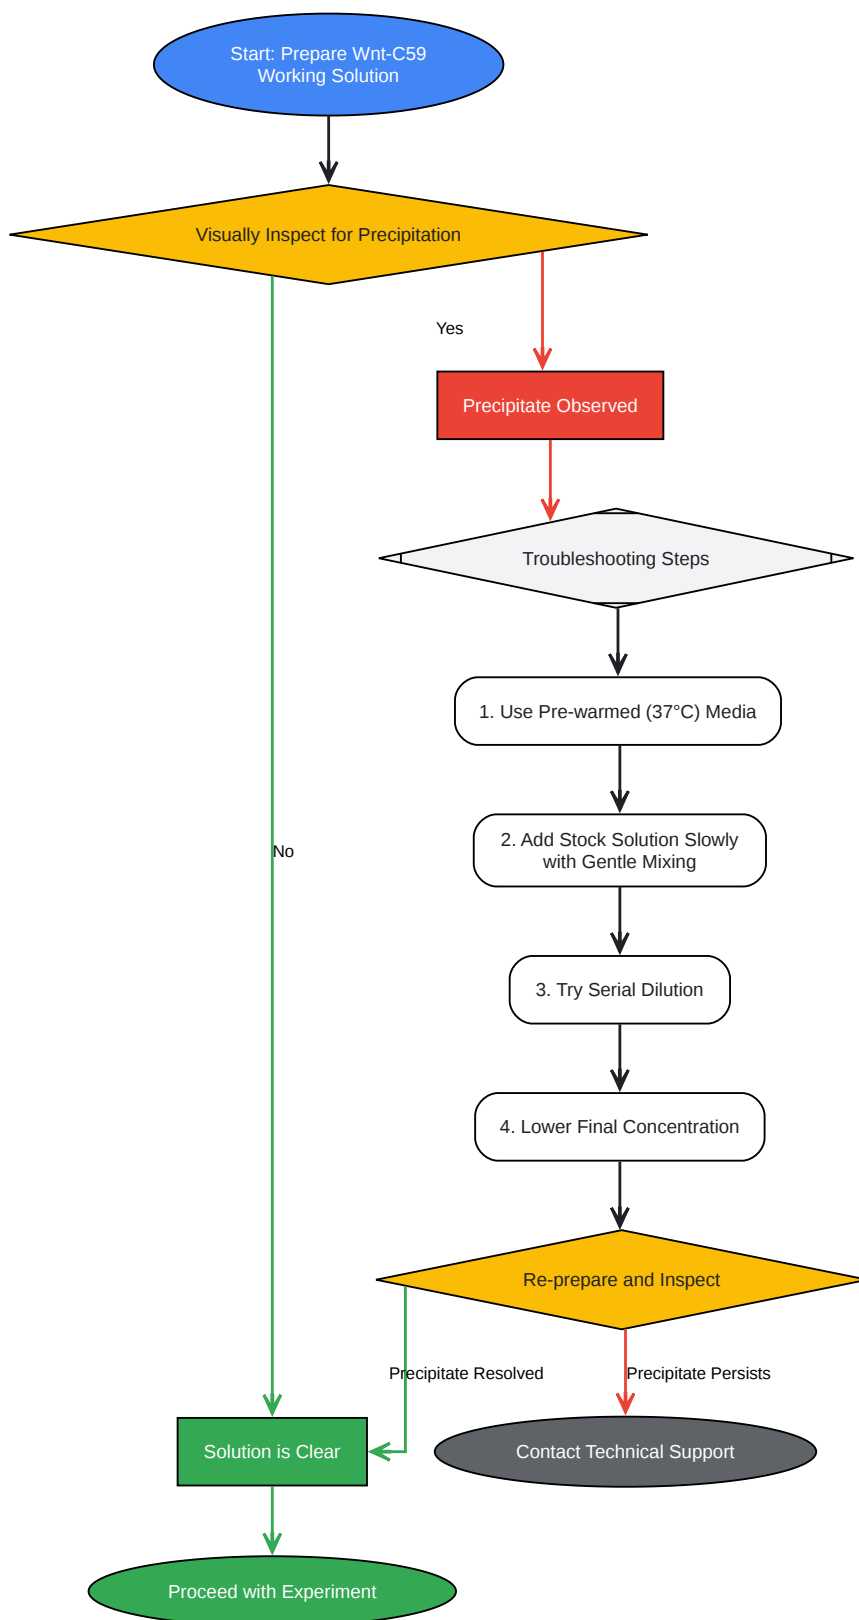 Start: Prepare Wnt-C59
Working Solution
Visually Inspect for Precipitation
Yes
Precipitate Observed
Troubleshooting Steps
1. Use Pre-warmed (37°C) Media
2. Add Stock Solution Slowly
with Gentle Mixing
No
3. Try Serial Dilution
4. Lower Final Concentration
Re-prepare and Inspect
Precipitate Resolved
Precipitate Persists
Solution is Clear
Contact Technical Support
Proceed with Experiment